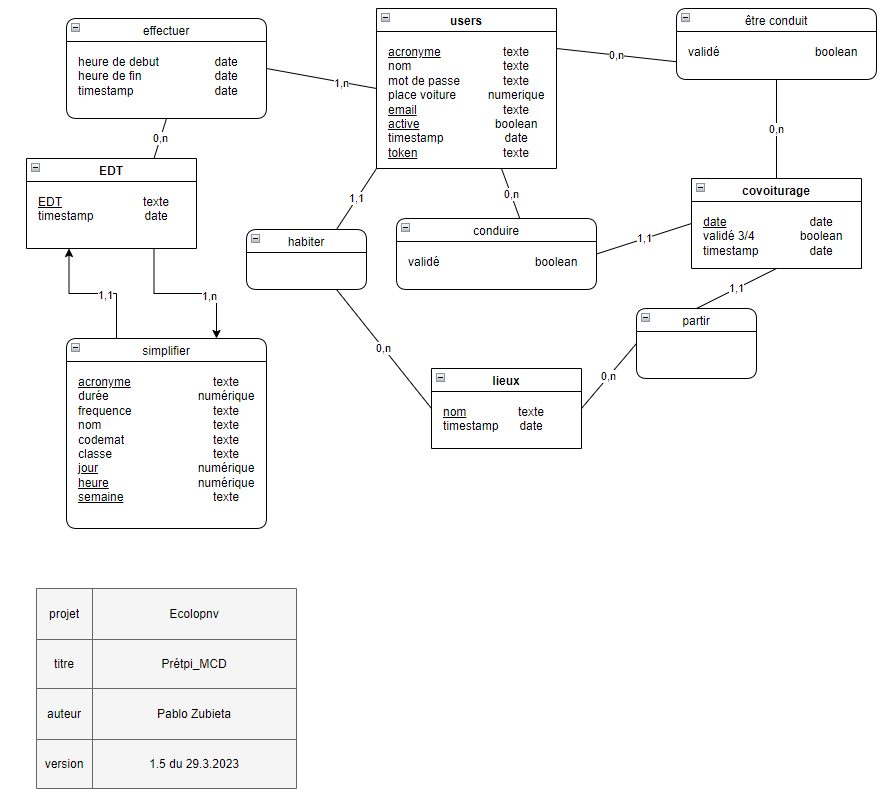 effectuer
heure de debut date
heure de fin date
timestamp date
users
acronyme texte
nom texte
mot de passe texte
place voiture numerique
email texte
active boolean
timestamp date
token texte
être conduit
validé boolean
1,n
0,n
0,n
0,n
EDT
EDT texte
timestamp date
covoiturage
date date
validé 3/4 boolean
timestamp date
1,1
0,n
habiter
conduire
validé boolean
1,1
1,1
1,n
1,1
partir
simplifier
acronyme texte
durée numérique
frequence texte
nom texte
codemat texte
classe texte
jour numérique
heure numérique
semaine texte
0,n
0,n
lieux
nom texte
timestamp date
projet Ecolopnv
titre Prétpi_MCD
auteur Pablo Zubieta
version 1.5 du 29.3.2023